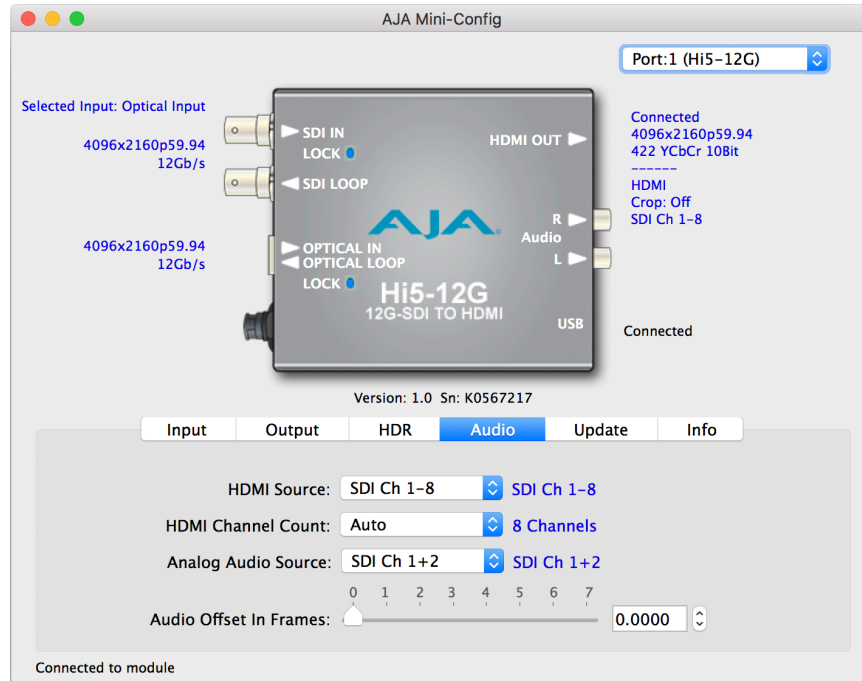 AJA Mini-Config
Port:1 (Hi5-12G)
Selected Input: Optical Input
4096x2160p59.94
12Gb/s
4096x2160p59.94
12Gb/s
SDI IN
LOCK
SDI LOOP
HDMI OUT
AJA
R
Audio
L
OPTICAL IN
OPTICAL LOOP
LOCK
Hi5-12G
12G-SDI TO HDMI
USB
Connected
4096x2160p59.94
422 YCbCr 10Bit
------
HDMI
Crop: Off
SDI Ch 1-8
Connected
Version: 1.0 Sn: K0567217
Input Output HDR Audio Update Info
HDMI Source: SDI Ch 1-8 SDI Ch 1-8
HDMI Channel Count: Auto 8 Channels
Analog Audio Source: SDI Ch 1+2 SDI Ch 1+2
0 1 2 3 4 5 6 7
Audio Offset In Frames: 0.0000
Connected to module